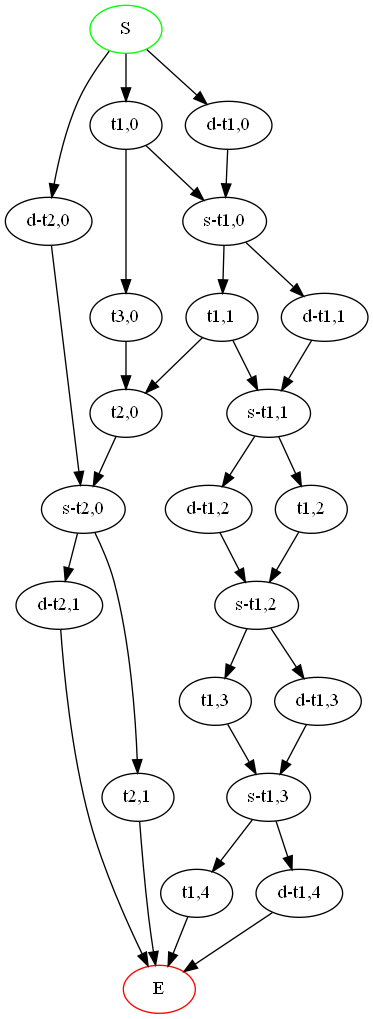 S
t1,0
d-t1,0
d-t2,0
s-t1,0
t3,0
t1,1
d-t1,1
t2,0
s-t1,1
s-t2,0
d-t1,2
t1,2
d-t2,1
s-t1,2
t1,3
d-t1,3
t2,1
s-t1,3
t1,4
d-t1,4
E